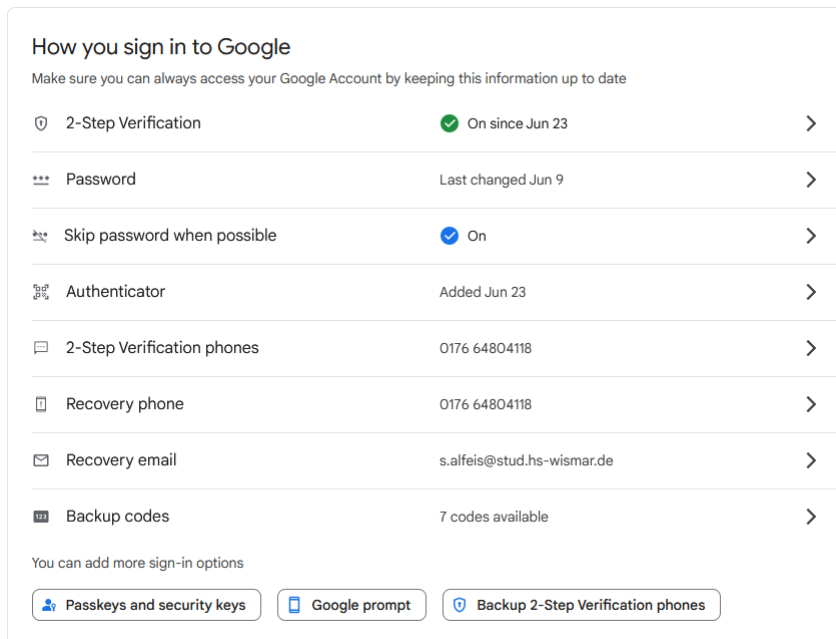 How you sign in to Google
Make sure you can always access your Google Account by keeping this information up to date
2-Step Verification On since Jun 23
Password Last changed Jun 9
Skip password when possible On
Authenticator Added Jun 23
2-Step Verification phones 0176 64804118
Recovery phone 0176 64804118
Recovery email s.alfeis@stud.hs-wismar.de
123 Backup codes 7 codes available
You can add more sign-in options
Passkeys and security keys Google prompt Backup 2-Step Verification phones